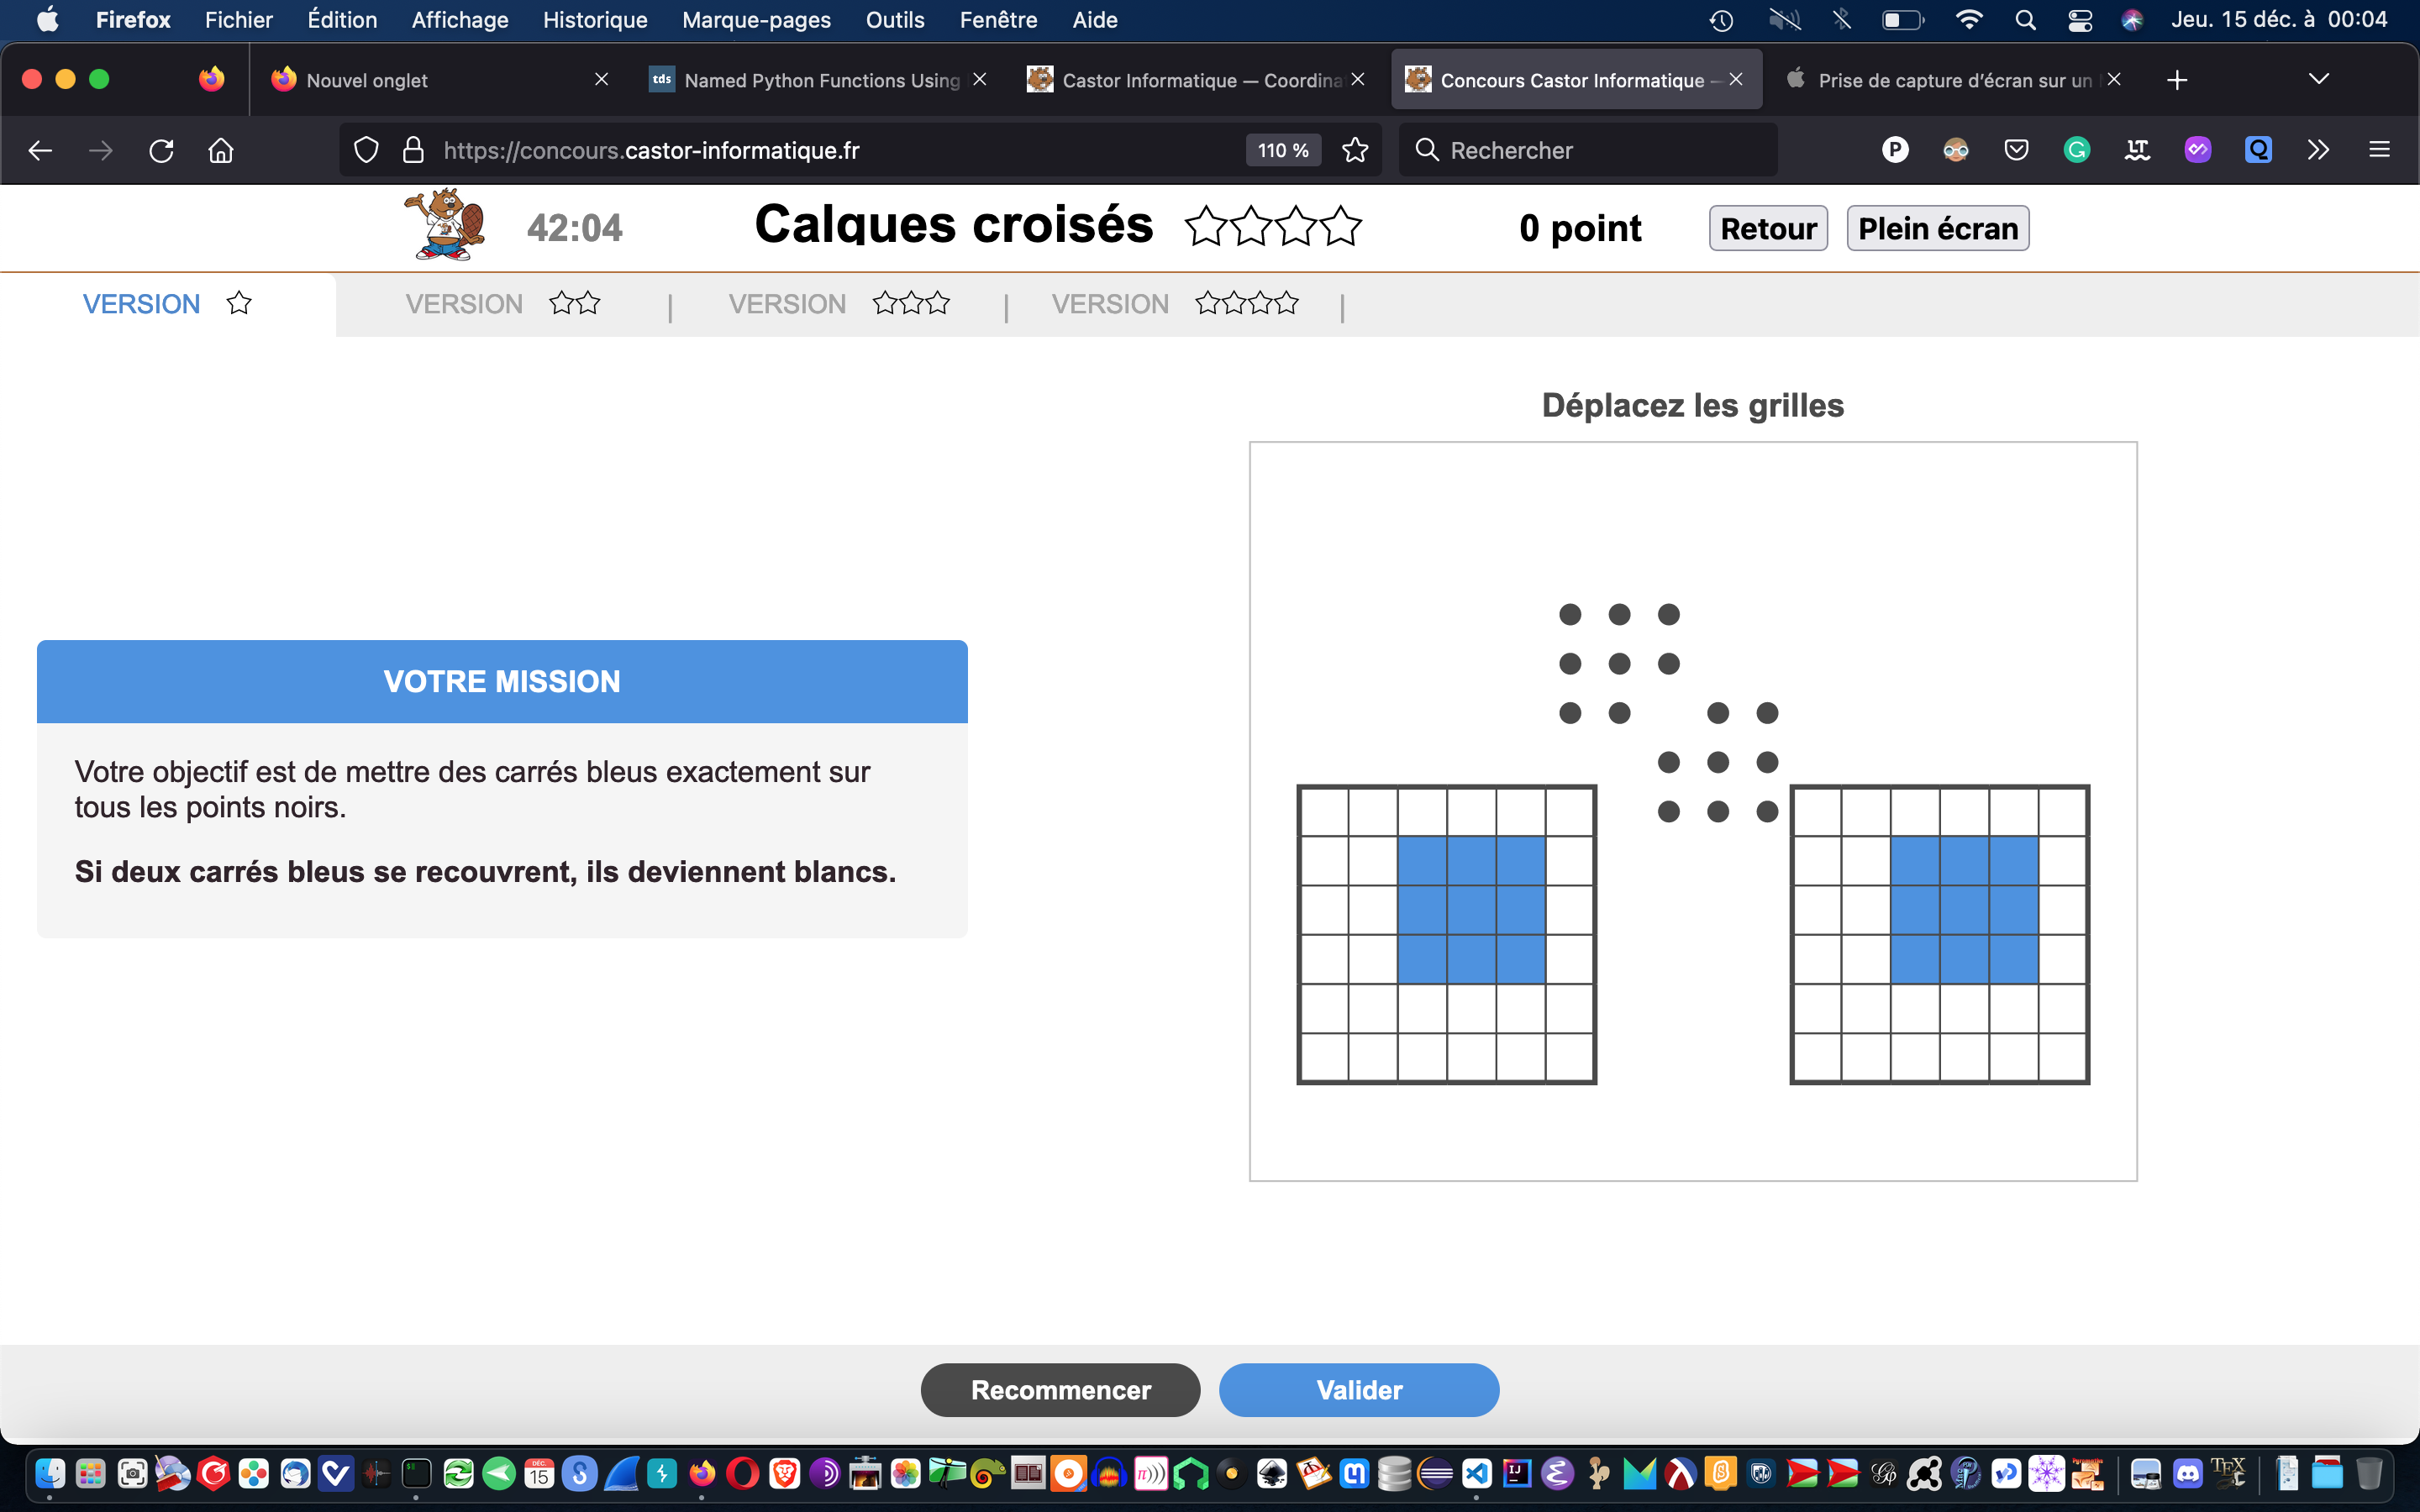 Firefox Fichier Édition Affichage Historique Marque-pages Outils Fenêtre Aide Jeu. 15 déc. à 00:04
Nouvel onglet tds Named Python Functions Using Castor Informatique — Coordina Concours Castor Informatique – Prise de capture d'écran sur un
https://concours.castor-informatique.fr 110 % Rechercher
42:04 Calques croisés 0 point Retour Plein écran
VERSION VERSION | VERSION | VERSION |
Déplacez les grilles
VOTRE MISSION
Votre objectif est de mettre des carrés bleus exactement sur
tous les points noirs.
Si deux carrés bleus se recouvrent, ils deviennent blancs.
Recommencer Valider
DÉC. 15